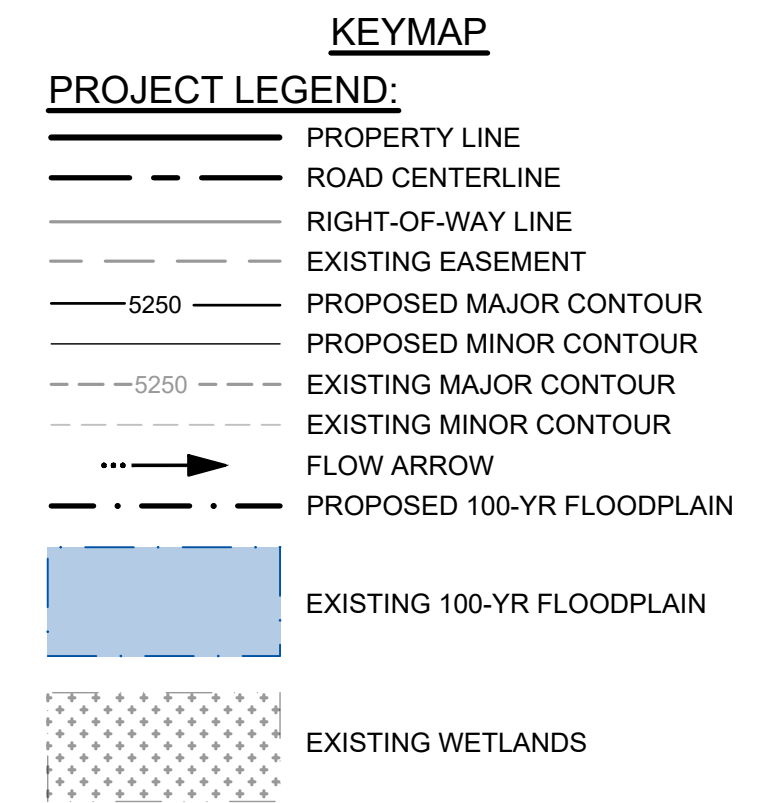 KEYMAP
PROJECT LEGEND:
PROPERTY LINE
ROAD CENTERLINE
RIGHT-OF-WAY LINE
EXISTING EASEMENT
5250 PROPOSED MAJOR CONTOUR
PROPOSED MINOR CONTOUR
5250 EXISTING MAJOR CONTOUR
EXISTING MINOR CONTOUR
FLOW ARROW
PROPOSED 100-YR FLOODPLAIN
EXISTING 100-YR FLOODPLAIN
EXISTING WETLANDS